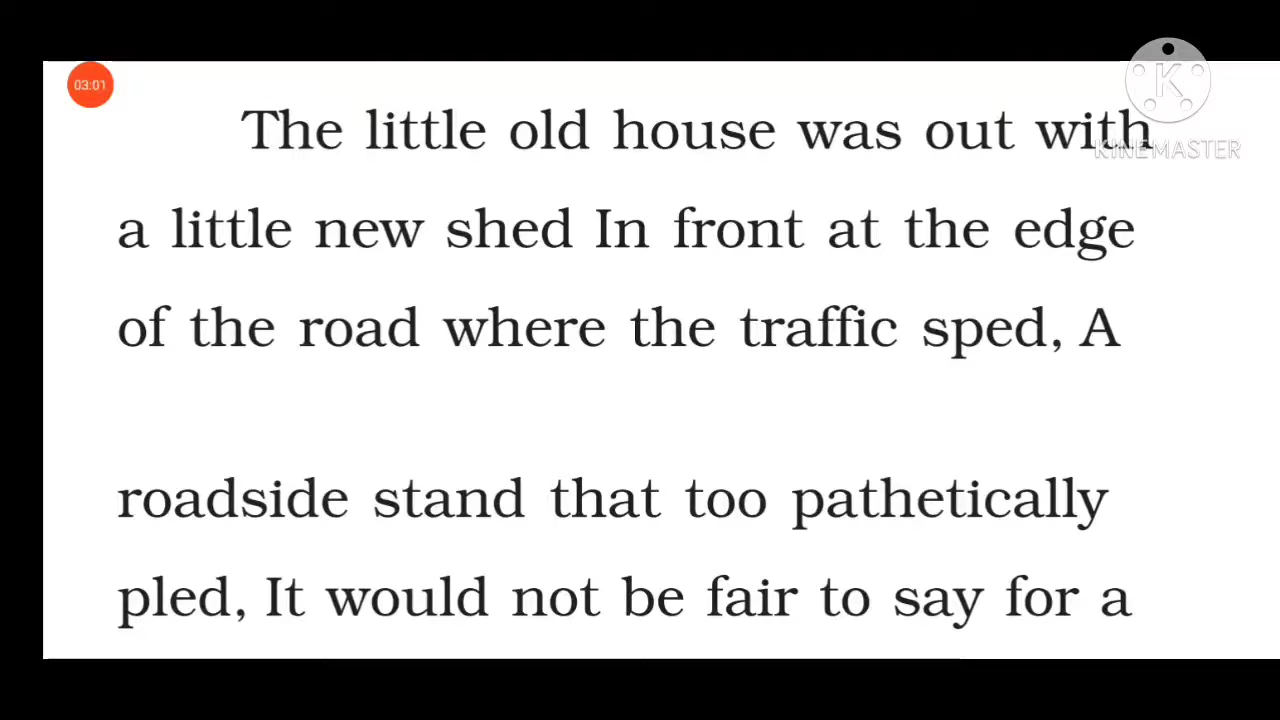 03:01
K
KINEMASTER
The little old house was out with
a little new shed In front at the edge
of the road where the traffic sped, A
roadside stand that too pathetically
pled, It would not be fair to say for a